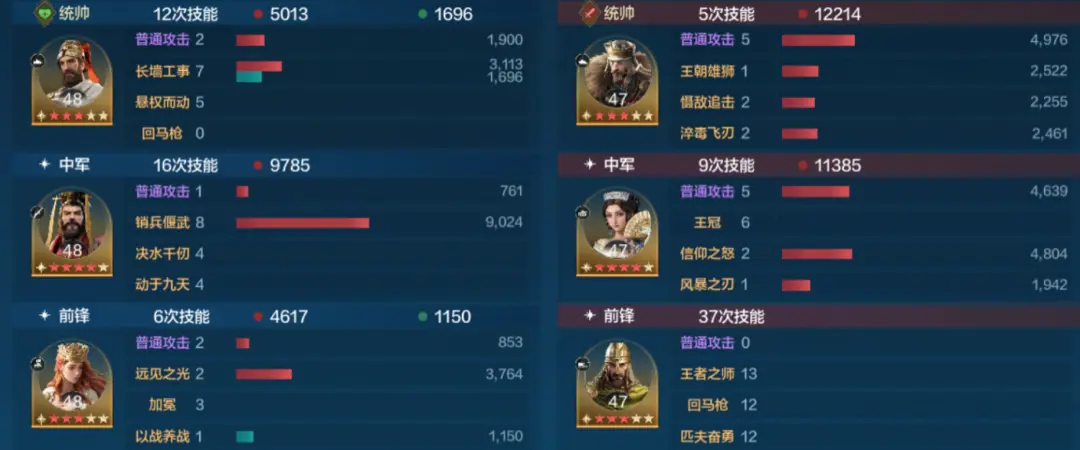 统帅 12次技能 5013 1696
普通攻击 2 1,900
长墙工事 7 3,113
1,696
悬权而动 5
回马枪 0
48
中军 16次技能 9785
普通攻击 1 761
销兵偃武 8 9,024
决水千仞 4
动于九天 4
48
前锋 6次技能 4617 1150
普通攻击 2 853
远见之光 2 3,764
加冕 3
以战养战 1 1,150
48
统帅 5次技能 12214
普通攻击 5 4,976
王朝雄狮 1 2,522
慑敌追击 2 2,255
淬毒飞刃 2 2,461
47
中军 9次技能 11385
普通攻击 5 4,639
王冠 6
信仰之怒 2 4,804
风暴之刃 1 1,942
47
前锋 37次技能
普通攻击 0
王者之师 13
回马枪 12
匹夫奋勇 12
47